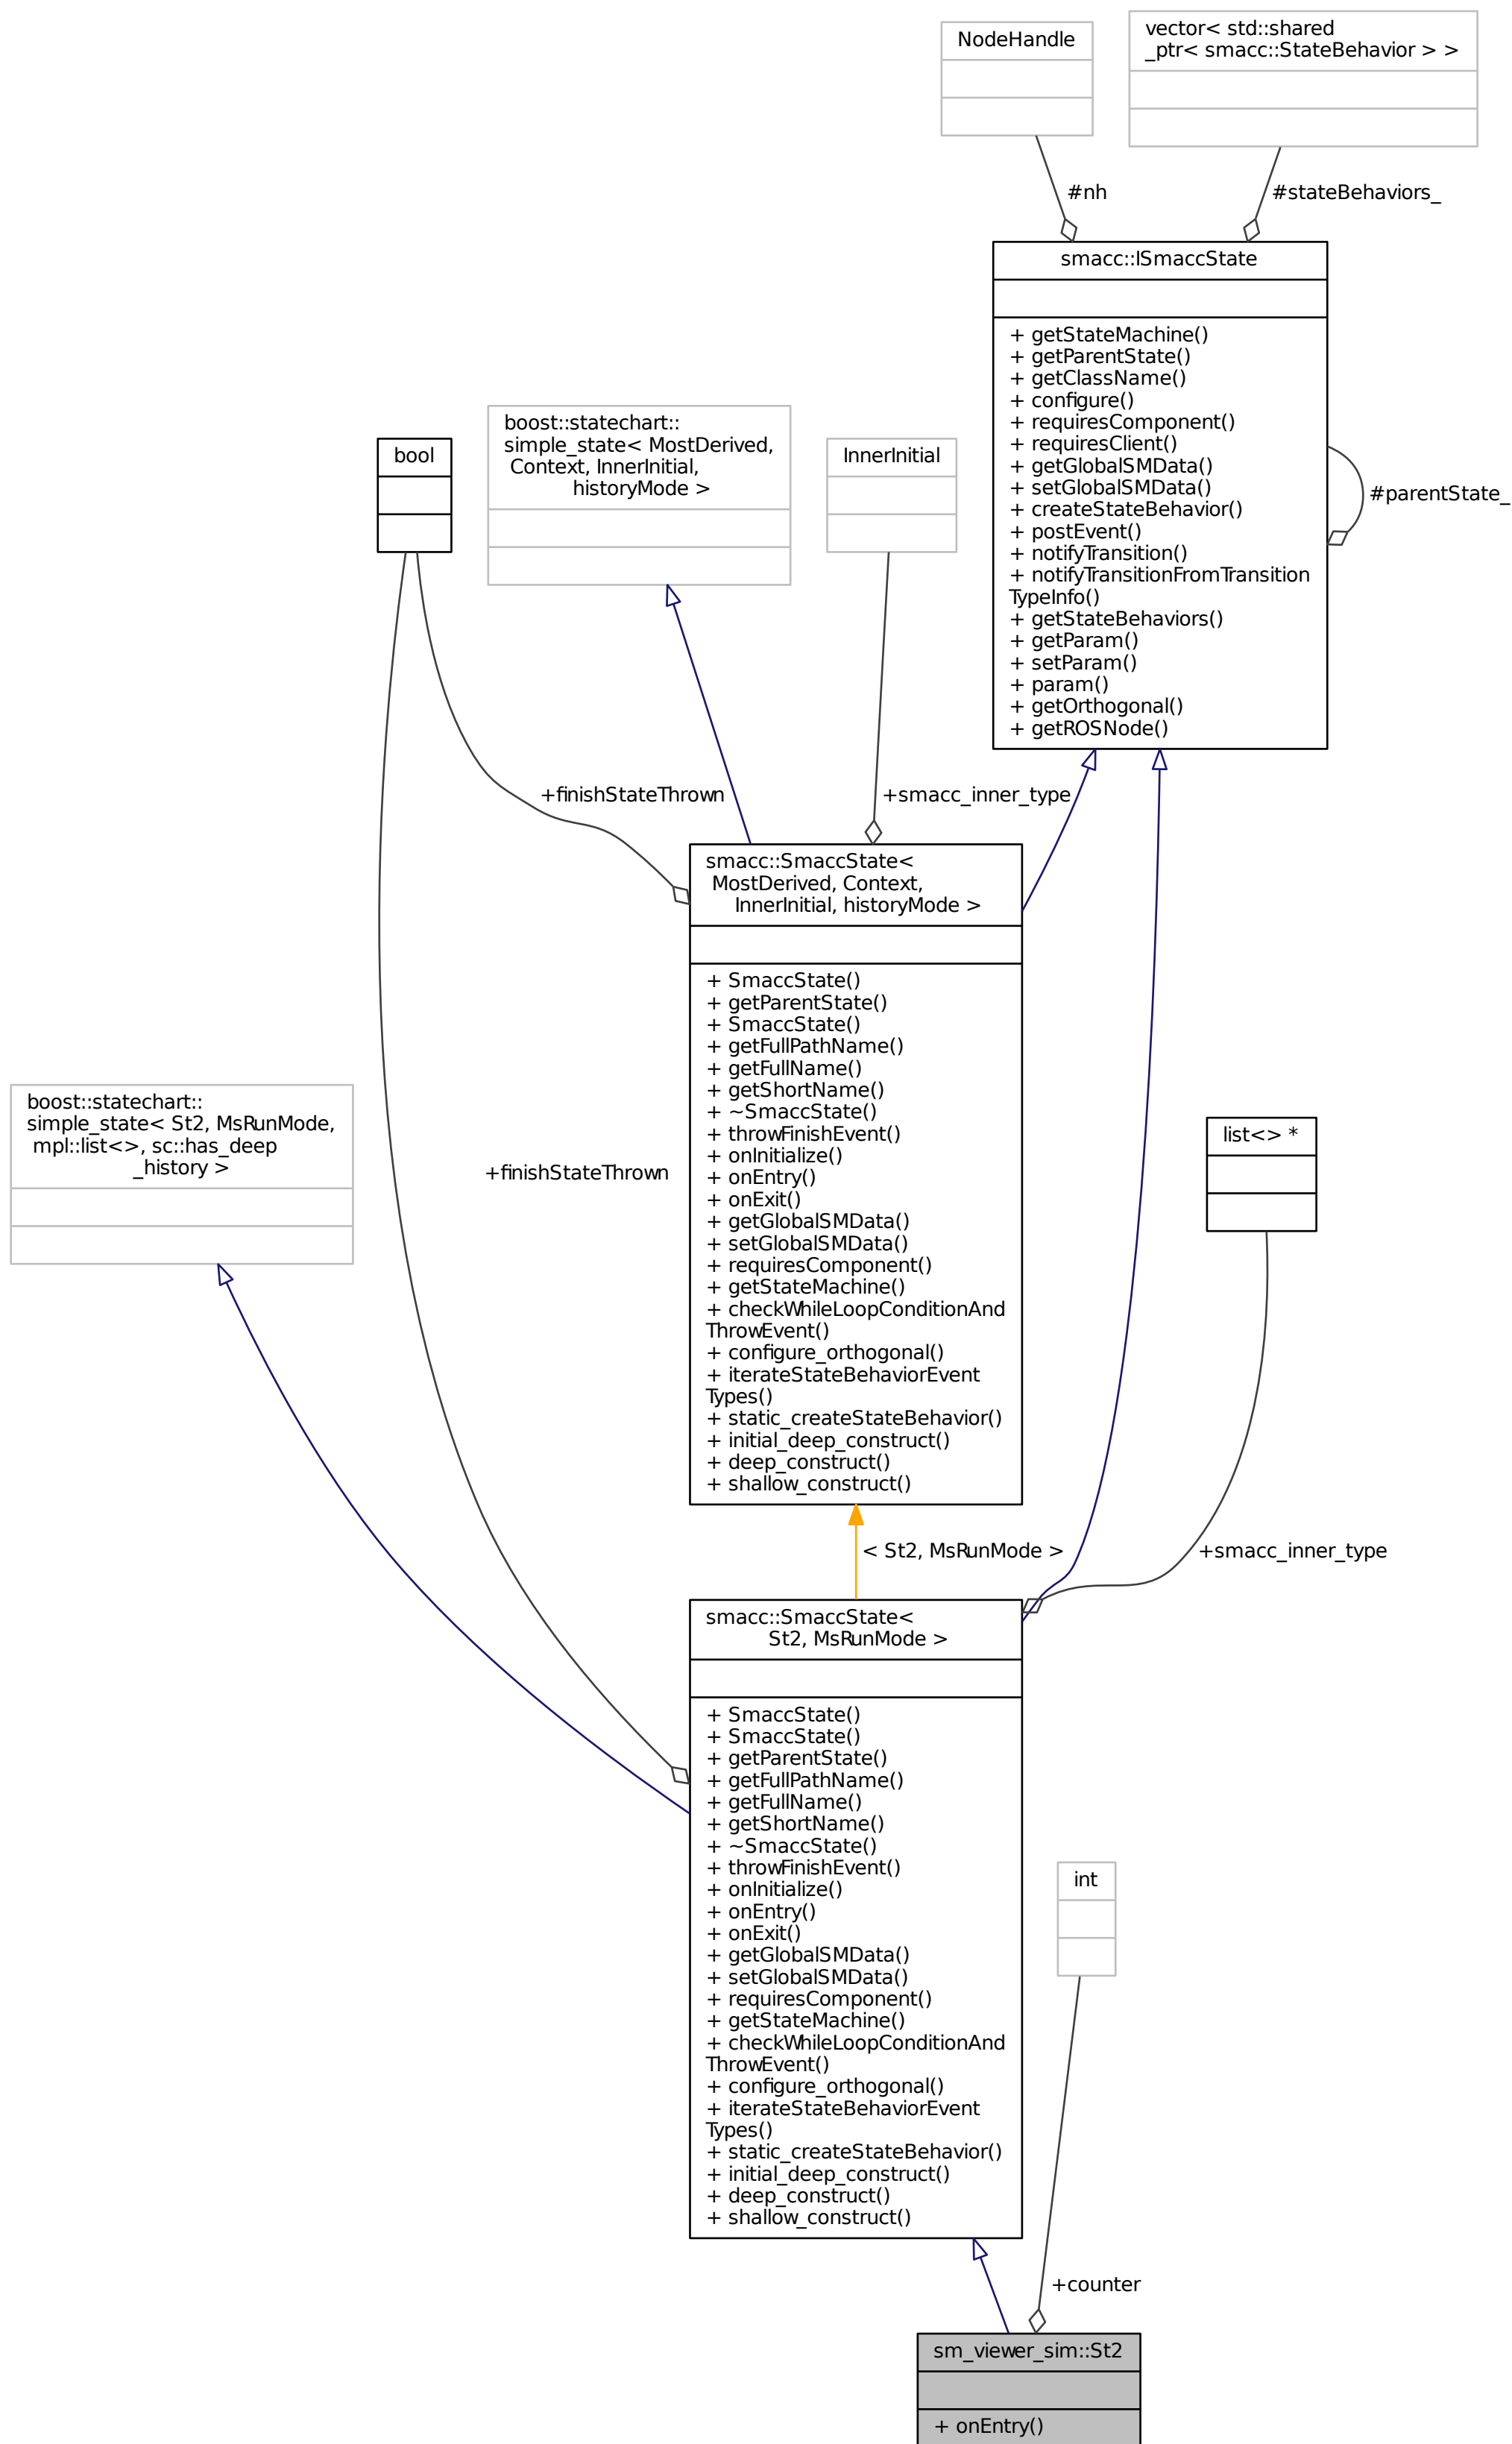 NodeHandle
vector< std::shared
_ptr< smacc::StateBehavior > >
#nh
#stateBehaviors_
smacc::ISmaccState
+ getStateMachine()
+ getParentState()
+ getClassName()
+ configure()
+ requiresComponent()
+ requiresClient()
+ getGlobalSMData()
+ setGlobalSMData()
+ createStateBehavior()
+ postEvent()
+ notifyTransition()
+ notifyTransitionFromTransition
TypeInfo()
+ getStateBehaviors()
+ getParam()
+ setParam()
+ param()
+ getOrthogonal()
+ getROSNode()
#parentState_
bool
boost::statechart::
simple_state< MostDerived,
Context, InnerInitial,
historyMode >
InnerInitial
+finishStateThrown
+smacc_inner_type
smacc::SmaccState<
MostDerived, Context,
InnerInitial, historyMode >
+ SmaccState()
+ getParentState()
+ SmaccState()
+ getFullPathName()
+ getFullName()
+ getShortName()
+ ~SmaccState()
+ throwFinishEvent()
+ onInitialize()
+ onEntry()
+ onExit()
+ getGlobalSMData()
+ setGlobalSMData()
+ requiresComponent()
+ getStateMachine()
+ checkWhileLoopConditionAnd
ThrowEvent()
+ configure_orthogonal()
+ iterateStateBehaviorEvent
Types()
+ static_createStateBehavior()
+ initial_deep_construct()
+ deep_construct()
+ shallow_construct()
boost::statechart::
simple_state< St2, MsRunMode,
mpl::list<>, sc::has_deep
_history >
+finishStateThrown
list<> *
< St2, MsRunMode >
+smacc_inner_type
smacc::SmaccState<
St2, MsRunMode >
+ SmaccState()
+ SmaccState()
+ getParentState()
+ getFullPathName()
+ getFullName()
+ getShortName()
+ ~SmaccState()
+ throwFinishEvent()
+ onInitialize()
+ onEntry()
+ onExit()
+ getGlobalSMData()
+ setGlobalSMData()
+ requiresComponent()
+ getStateMachine()
+ checkWhileLoopConditionAnd
ThrowEvent()
+ configure_orthogonal()
+ iterateStateBehaviorEvent
Types()
+ static_createStateBehavior()
+ initial_deep_construct()
+ deep_construct()
+ shallow_construct()
int
+counter
sm_viewer_sim::St2
+ onEntry()